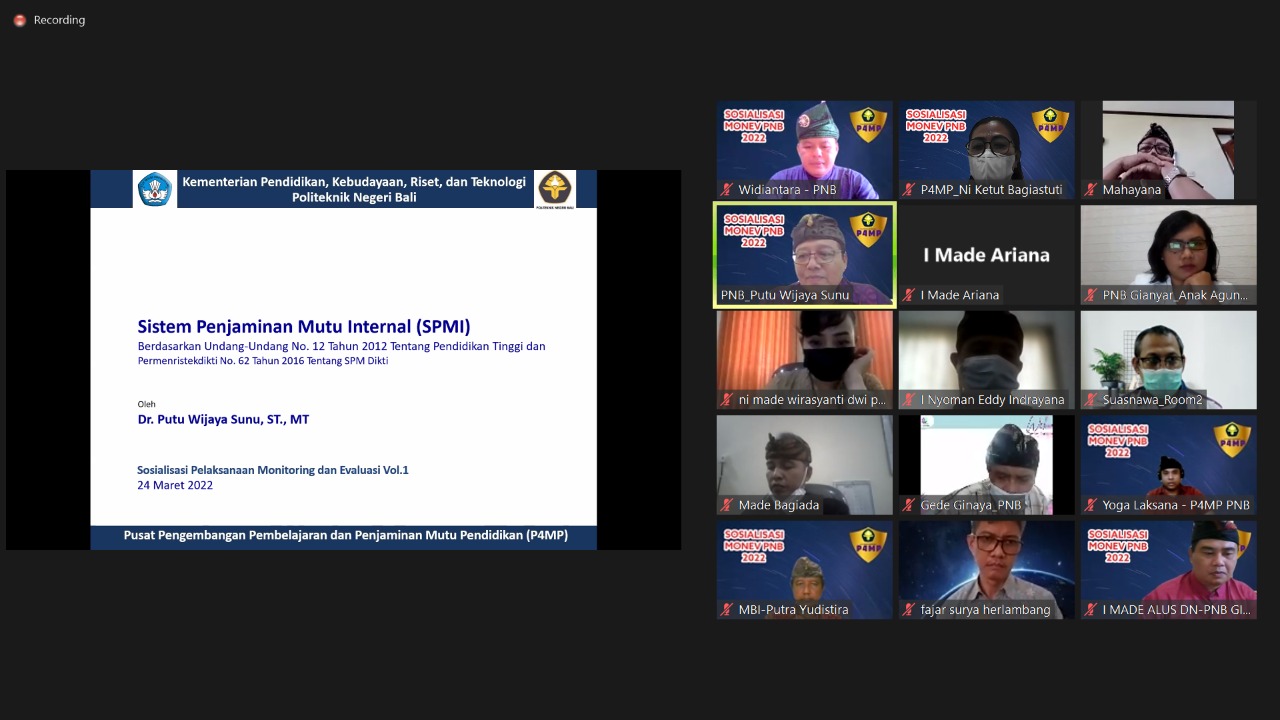 Recording
Kementerian Pendidikan, Kebudayaan, Riset, dan Teknologi
Politeknik Negeri Bali
POLITEKNIK NEGERI BALI
Sistem Penjaminan Mutu Internal (SPMI)
Berdasarkan Undang-Undang No. 12 Tahun 2012 Tentang Pendidikan Tinggi dan
Permenristekdikti No. 62 Tahun 2016 Tentang SPM Dikti
Oleh
Dr. Putu Wijaya Sunu, ST., MT
Sosialisasi Pelaksanaan Monitoring dan Evaluasi Vol.1
24 Maret 2022
Pusat Pengembangan Pembelajaran dan Penjaminan Mutu Pendidikan (P4MP)
SOSIALISASI
MONEV PNB
2022
P4MP
Widiantara - PNB
SOSIALISASI
MONEV PNB
2022
P4MP
P4MP_Ni Ketut Bagiastuti
Mahayana
SOSIALISASI
MONEV PNB
2022
P4MP
PNB_Putu Wijaya Sunu
I Made Ariana
I Made Ariana
PNB Gianyar_Anak Agun...
ni made wirasyanti dwi p...
I Nyoman Eddy Indrayana
Suasnawa_Room2
Made Bagiada
Gede Ginaya_PNB
SOSIALISASI
MONEV PNB
2022
P4MP
Yoga Laksana - P4MP PNB
SOSIALISASI
MONEV PNB
2022
P4MP
MBI-Putra Yudistira
fajar surya herlambang
SOSIALISASI
MONEV PNB
2022
P4MP
I MADE ALUS DN-PNB GI...